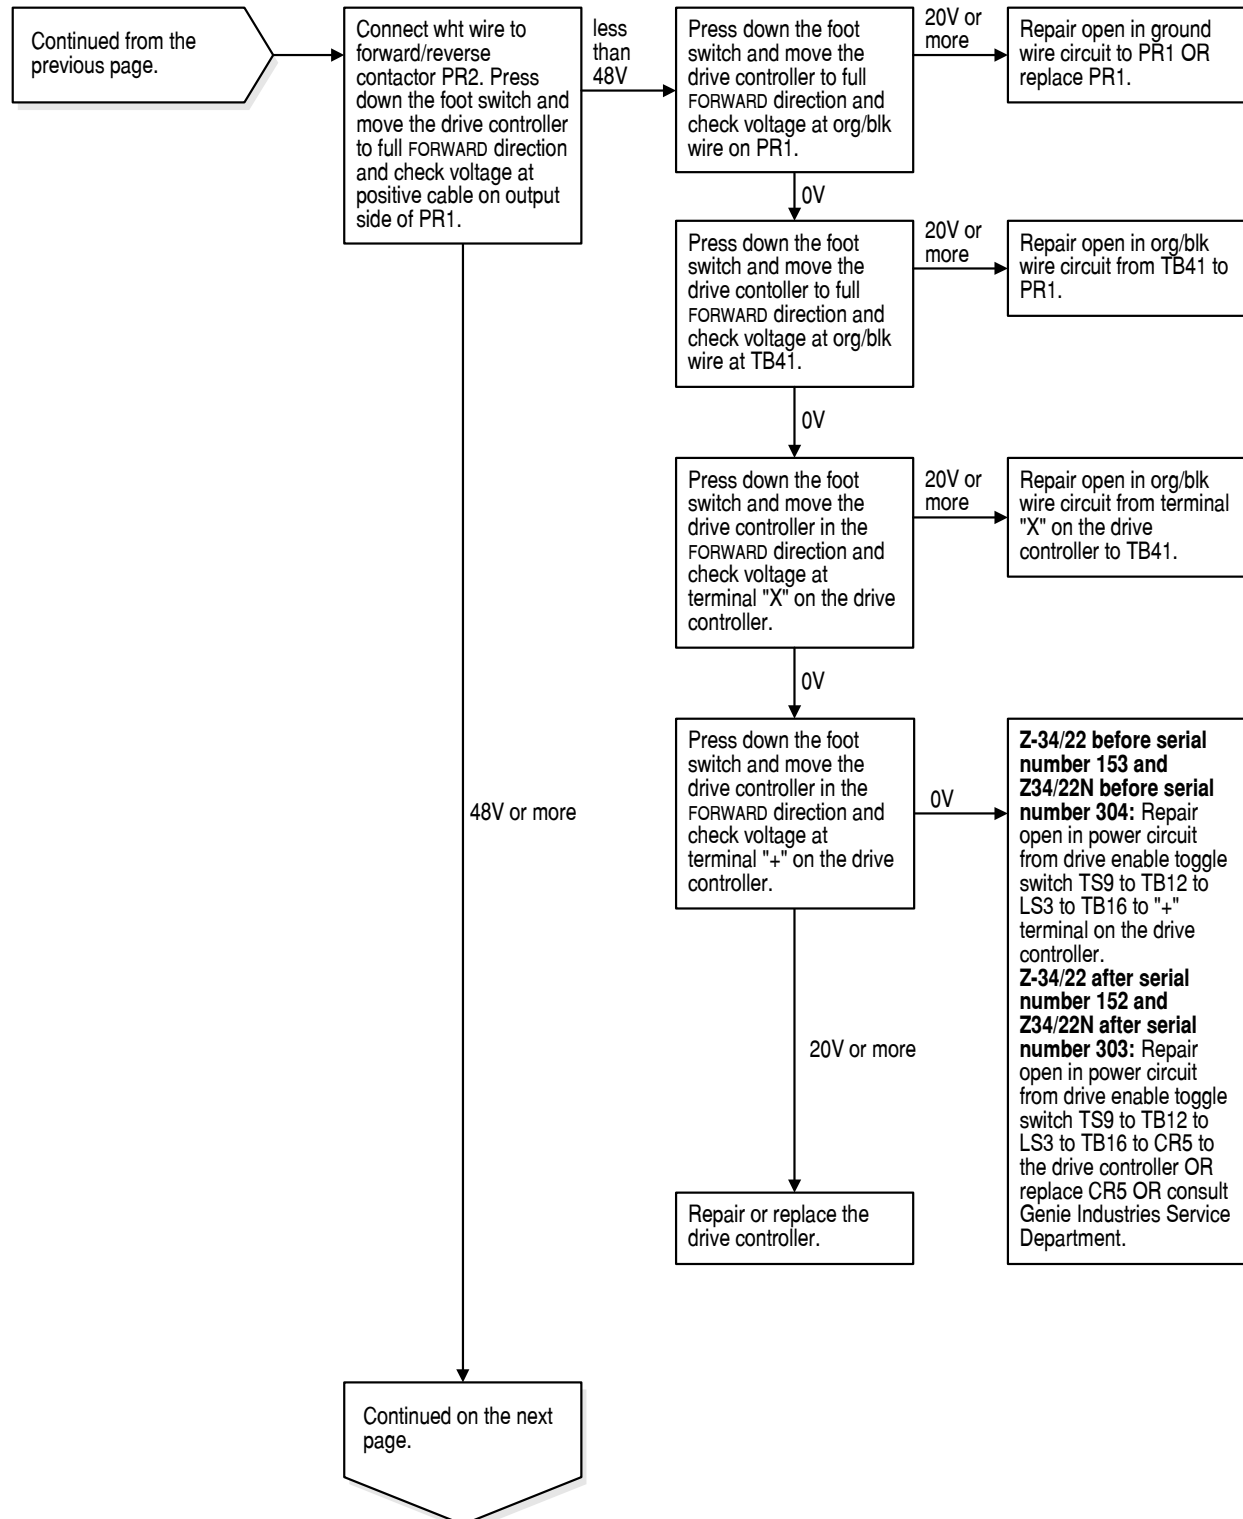 Continued from the
previous page.
Connect wht wire to
forward/reverse
contactor PR2. Press
down the foot switch and
move the drive controller
to full FORWARD direction
and check voltage at
positive cable on output
side of PR1.
less
than
48V
Press down the foot
switch and move the
drive controller to full
FORWARD direction and
check voltage at org/blk
wire on PR1.
20V or
more
Repair open in ground
wire circuit to PR1 OR
replace PR1.
0V
Press down the foot
switch and move the
drive contoller to full
FORWARD direction and
check voltage at org/blk
wire at TB41.
20V or
more
Repair open in org/blk
wire circuit from TB41 to
PR1.
0V
Press down the foot
switch and move the
drive controller in the
FORWARD direction and
check voltage at
terminal "X" on the drive
controller.
20V or
more
Repair open in org/blk
wire circuit from terminal
"X" on the drive
controller to TB41.
0V
Press down the foot
switch and move the
drive controller in the
FORWARD direction and
check voltage at
terminal "+" on the drive
controller.
0V
Z-34/22 before serial
number 153 and
Z34/22N before serial
number 304: Repair
open in power circuit
from drive enable toggle
switch TS9 to TB12 to
LS3 to TB16 to "+"
terminal on the drive
controller.
Z-34/22 after serial
number 152 and
Z34/22N after serial
number 303: Repair
open in power circuit
from drive enable toggle
switch TS9 to TB12 to
LS3 to TB16 to CR5 to
the drive controller OR
replace CR5 OR consult
Genie Industries Service
Department.
48V or more
20V or more
Repair or replace the
drive controller.
Continued on the next
page.